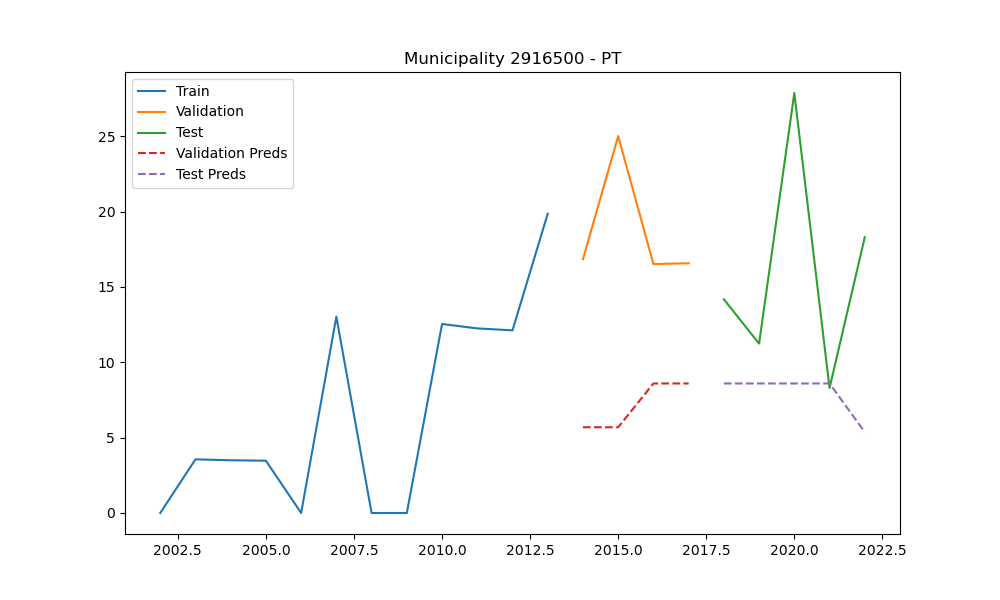 Municipality 2916500 - PT
Train
Validation
Test
Validation Preds
Test Preds
25
20
15
10
5
0
2002.5 2005.0 2007.5 2010.0 2012.5 2015.0 2017.5 2020.0 2022.5